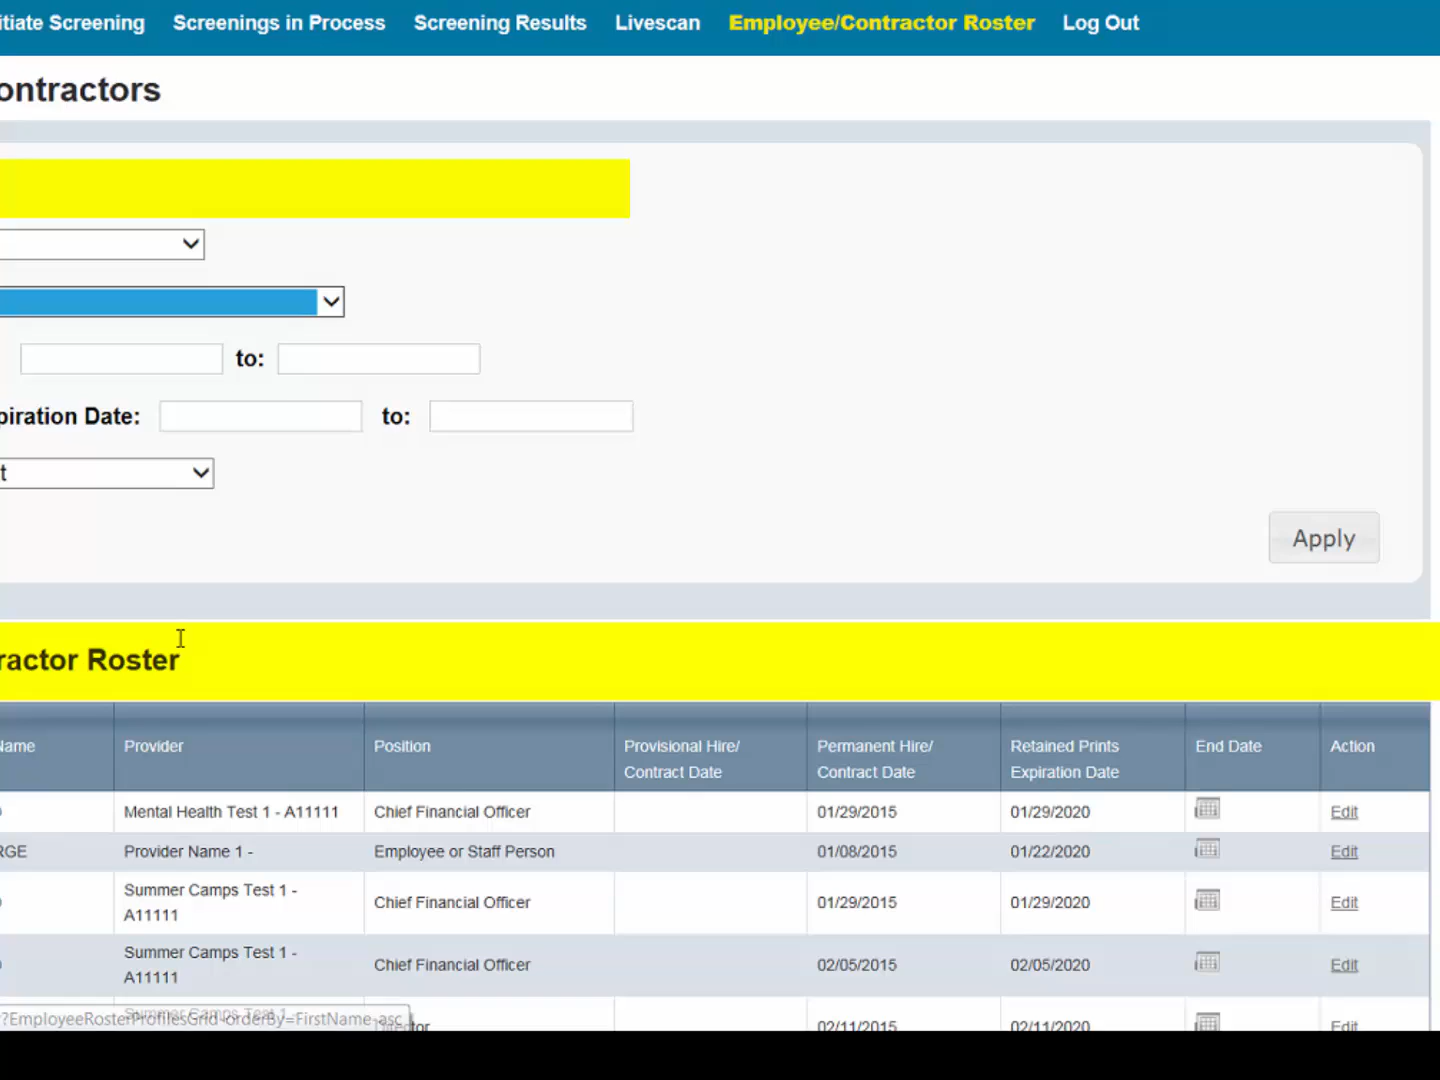 itiate Screening Screenings in Process Screening Results Livescan Employee/Contractor Roster Log Out
ontractors
to:
piration Date: to:
t
Apply
ractor Roster
Name Provider Position Provisional Hire/ Contract Date Permanent Hire/ Contract Date Retained Prints Expiration Date End Date Action
Mental Health Test 1 - A11111 Chief Financial Officer 01/29/2015 01/29/2020 Edit
RGE Provider Name 1 - Employee or Staff Person 01/08/2015 01/22/2020 Edit
Summer Camps Test 1 -
A11111 Chief Financial Officer 01/29/2015 01/29/2020 Edit
Summer Camps Test 1 -
A11111 Chief Financial Officer 02/05/2015 02/05/2020 Edit
Summer Camps Test 1 - 02/11/2015 02/11/2020 Edit
?EmployeeRosterProfilesGrid-orderBy=FirstName-asc